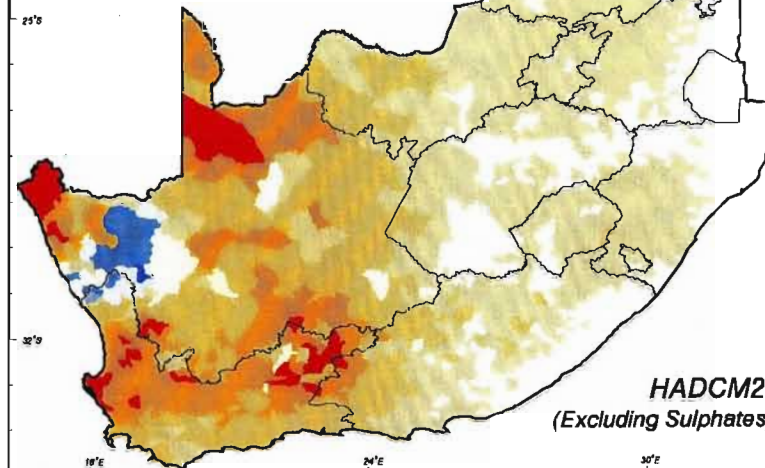 25°S
32°S
HADCM2
(Excluding Sulphates
18°E
24°E
30°E